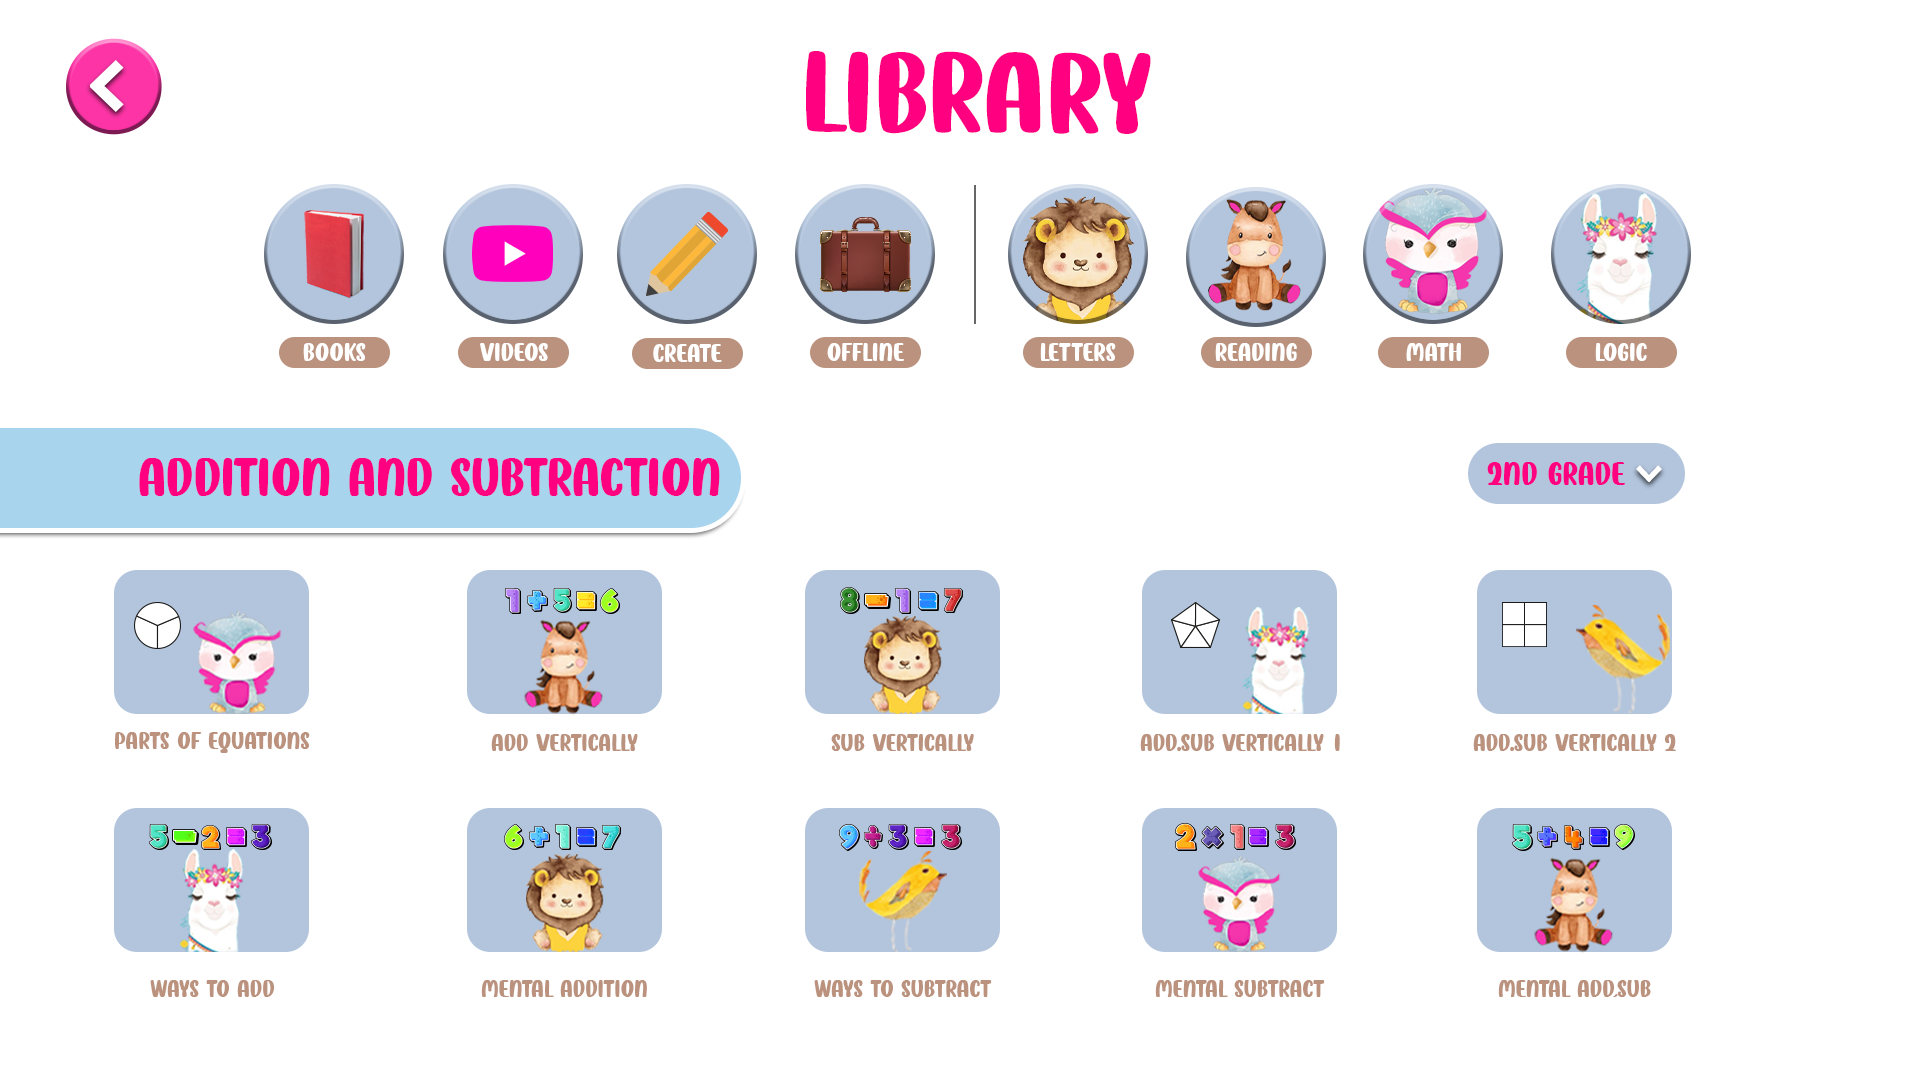 LIBRARY
BOOKS
VIDEOS
CREATE
OFFLINE
LETTERS
READING
MATH
LOGIC
ADDITION AND SUBTRACTION
2ND GRADE
1+5=6
8-1=7
PARTS OF EQUATIONS
ADD VERTICALLY
SUB VERTICALLY
ADD.SUB VERTICALLY 1
ADD.SUB VERTICALLY 2
5-2=3
6+1=7
9÷3=3
2×1=3
5+4=9
WAYS TO ADD
MENTAL ADDITION
WAYS TO SUBTRACT
MENTAL SUBTRACT
MENTAL ADD.SUB